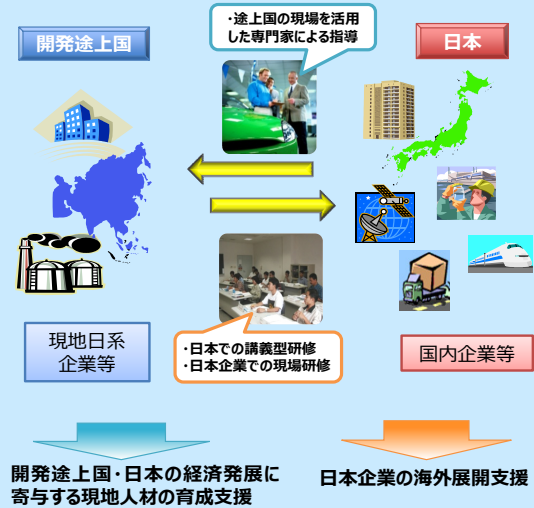 ・途上国の現場を活用
した専門家による指導
開発途上国
日本
現地日系
企業等
・日本での講義型研修
・日本企業での現場研修
国内企業等
開発途上国・日本の経済発展に
寄与する現地人材の育成支援
日本企業の海外展開支援